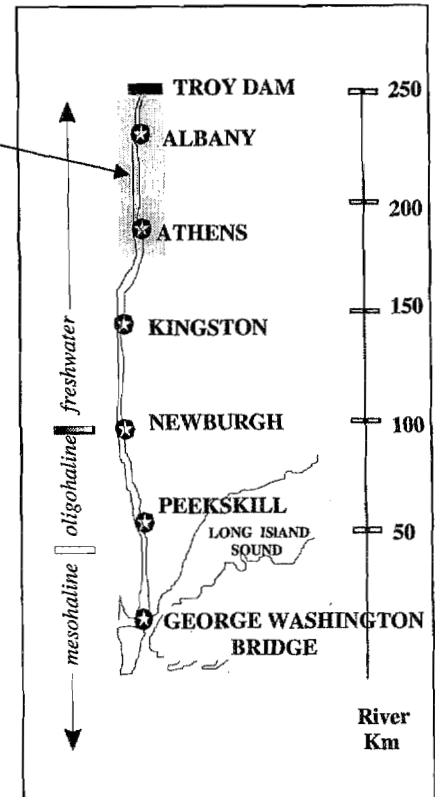 TROY DAM
250
ALBANY
200
ATHENS
150
KINGSTON
freshwater
NEWBURGH
100
oligohaline
PEEKSKILL
LONG ISLAND
SOUND
50
mesohaline
GEORGE WASHINGTON
BRIDGE
River
Km